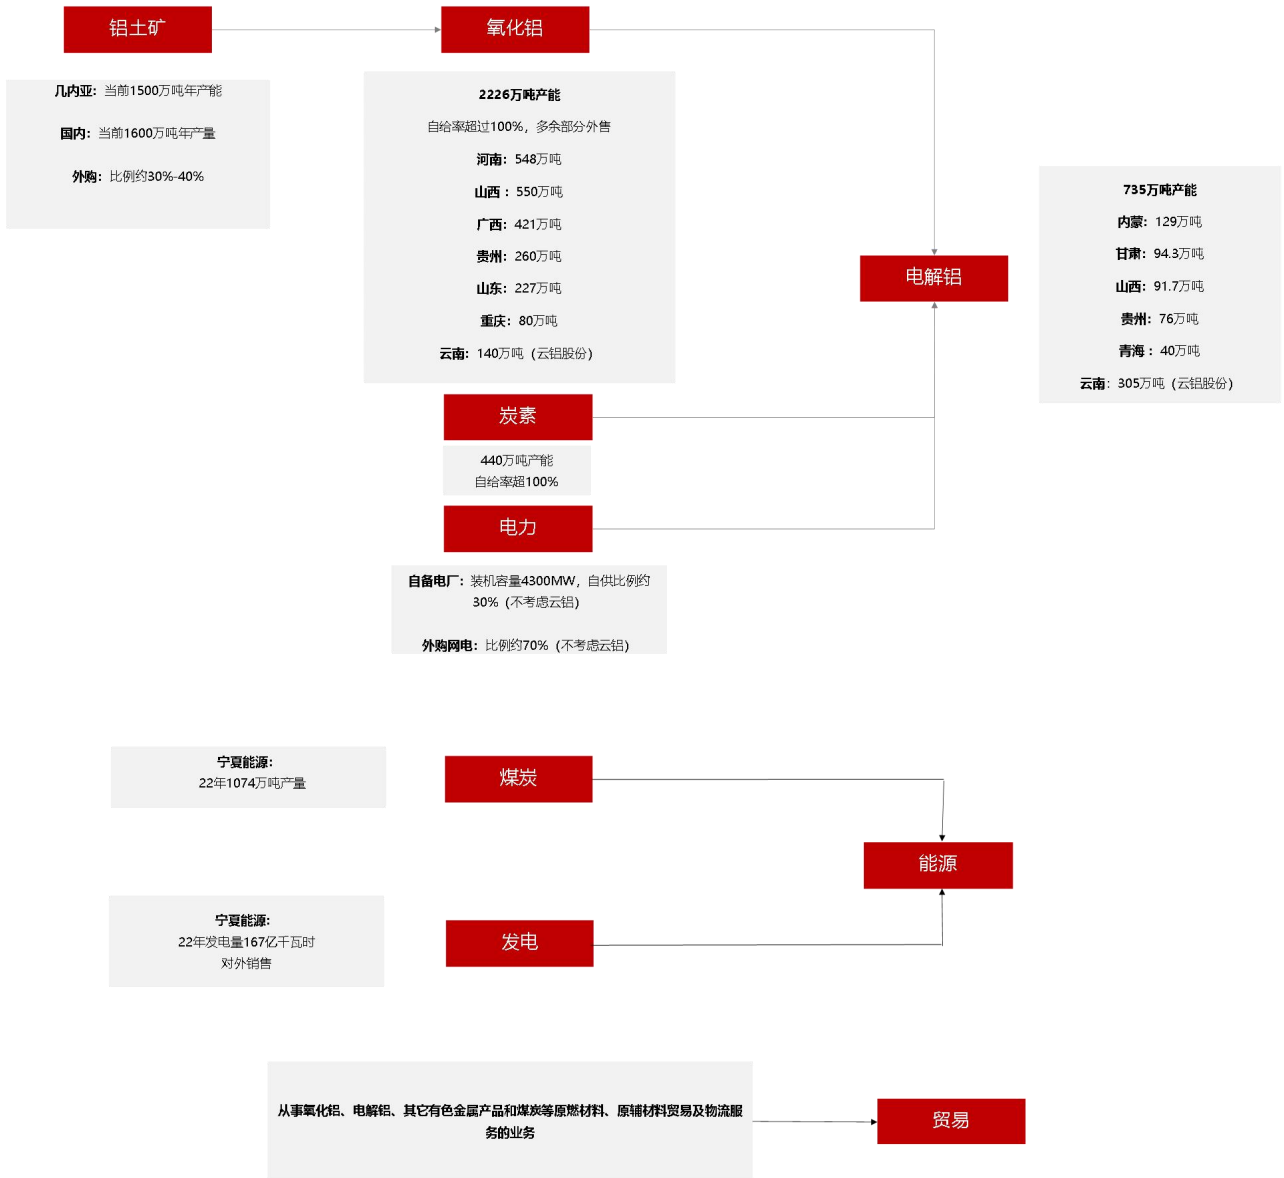 铝土矿
氧化铝
几内亚：当前1500万吨年产能
国内：当前1600万吨年产量
外购：比例约30%-40%
2226万吨产能
自给率超过100%，多余部分外售
河南：548万吨
山西 ：550万吨
广西：421万吨
贵州：260万吨
山东：227万吨
重庆：80万吨
云南：140万吨（云铝股份）
735万吨产能
内蒙：129万吨
甘肃：94.3万吨
山西：91.7万吨
贵州：76万吨
青海 ：40万吨
云南：305万吨（云铝股份）
电解铝
炭素
440万吨产能
自给率超100%
电力
自备电厂：装机容量4300MW，自供比例约
30%（不考虑云铝）
外购网电：比例约70%（不考虑云铝）
宁夏能源：
22年1074万吨产量
煤炭
能源
宁夏能源：
22年发电量167亿千瓦时
对外销售
发电
从事氧化铝、电解铝、其它有色金属产品和煤炭等原燃材料、原辅材料贸易及物流服
务的业务
贸易